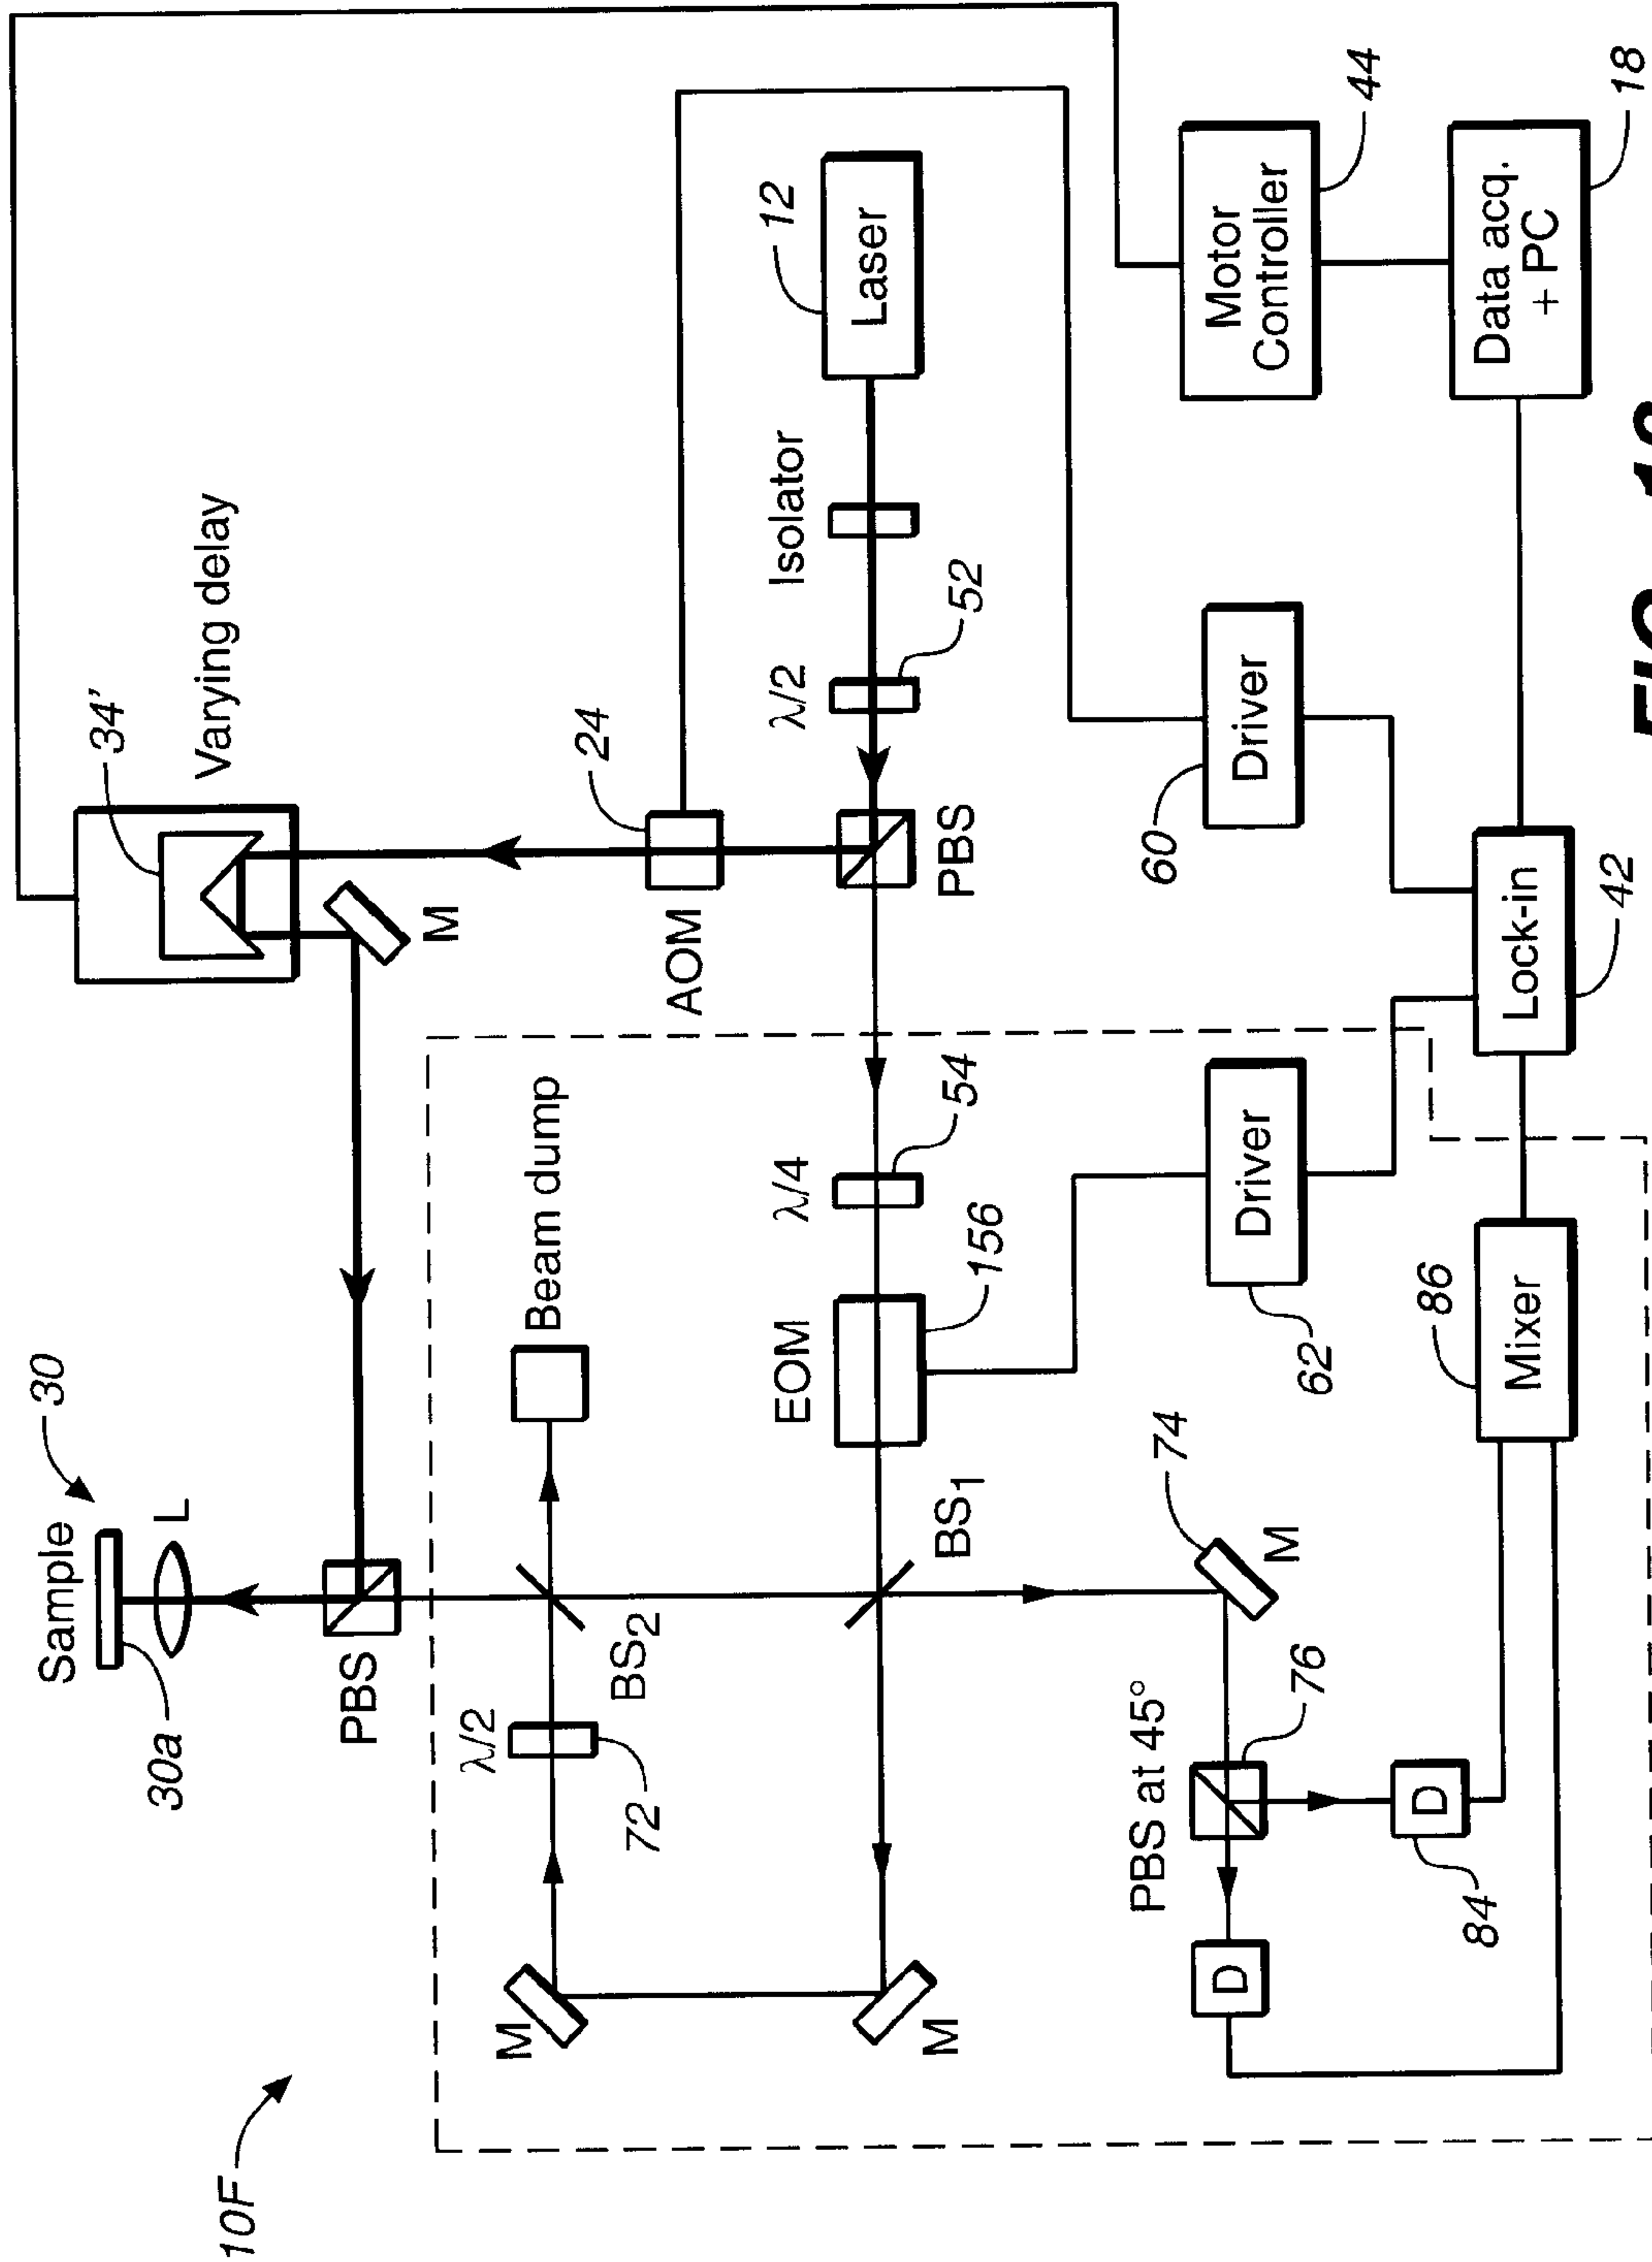 10F
Sample
30
L
30a
PBS
34'
Varying delay
M
24
AOM
Beam dump
λ/2
72
BS2
M
M
12
Laser
Isolator
λ/2
52
PBS
λ/4
54
EOM
156
BS1
74
M
PBS at 45°
76
D
D
84
60
Driver
62
Driver
86
Mixer
Lock-in
42
Motor
Controller
44
Data acq.
+ PC
18
FIG.